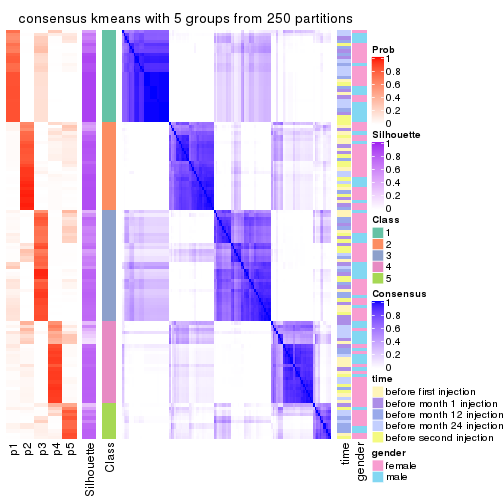 consensus kmeans with 5 groups from 250 partitions
Prob
1
0.8
0.6
0.4
0.2
0
Silhouette
1
0.8
0.6
0.4
0.2
0
Class
1
2
3
4
5
Consensus
1
0.8
0.6
0.4
0.2
0
time
before first injection
before month 1 injection
before month 12 injection
before month 24 injection
before second injection
gender
female
male
p1
p2
p3
p4
p5
Silhouette
Class
time
gender